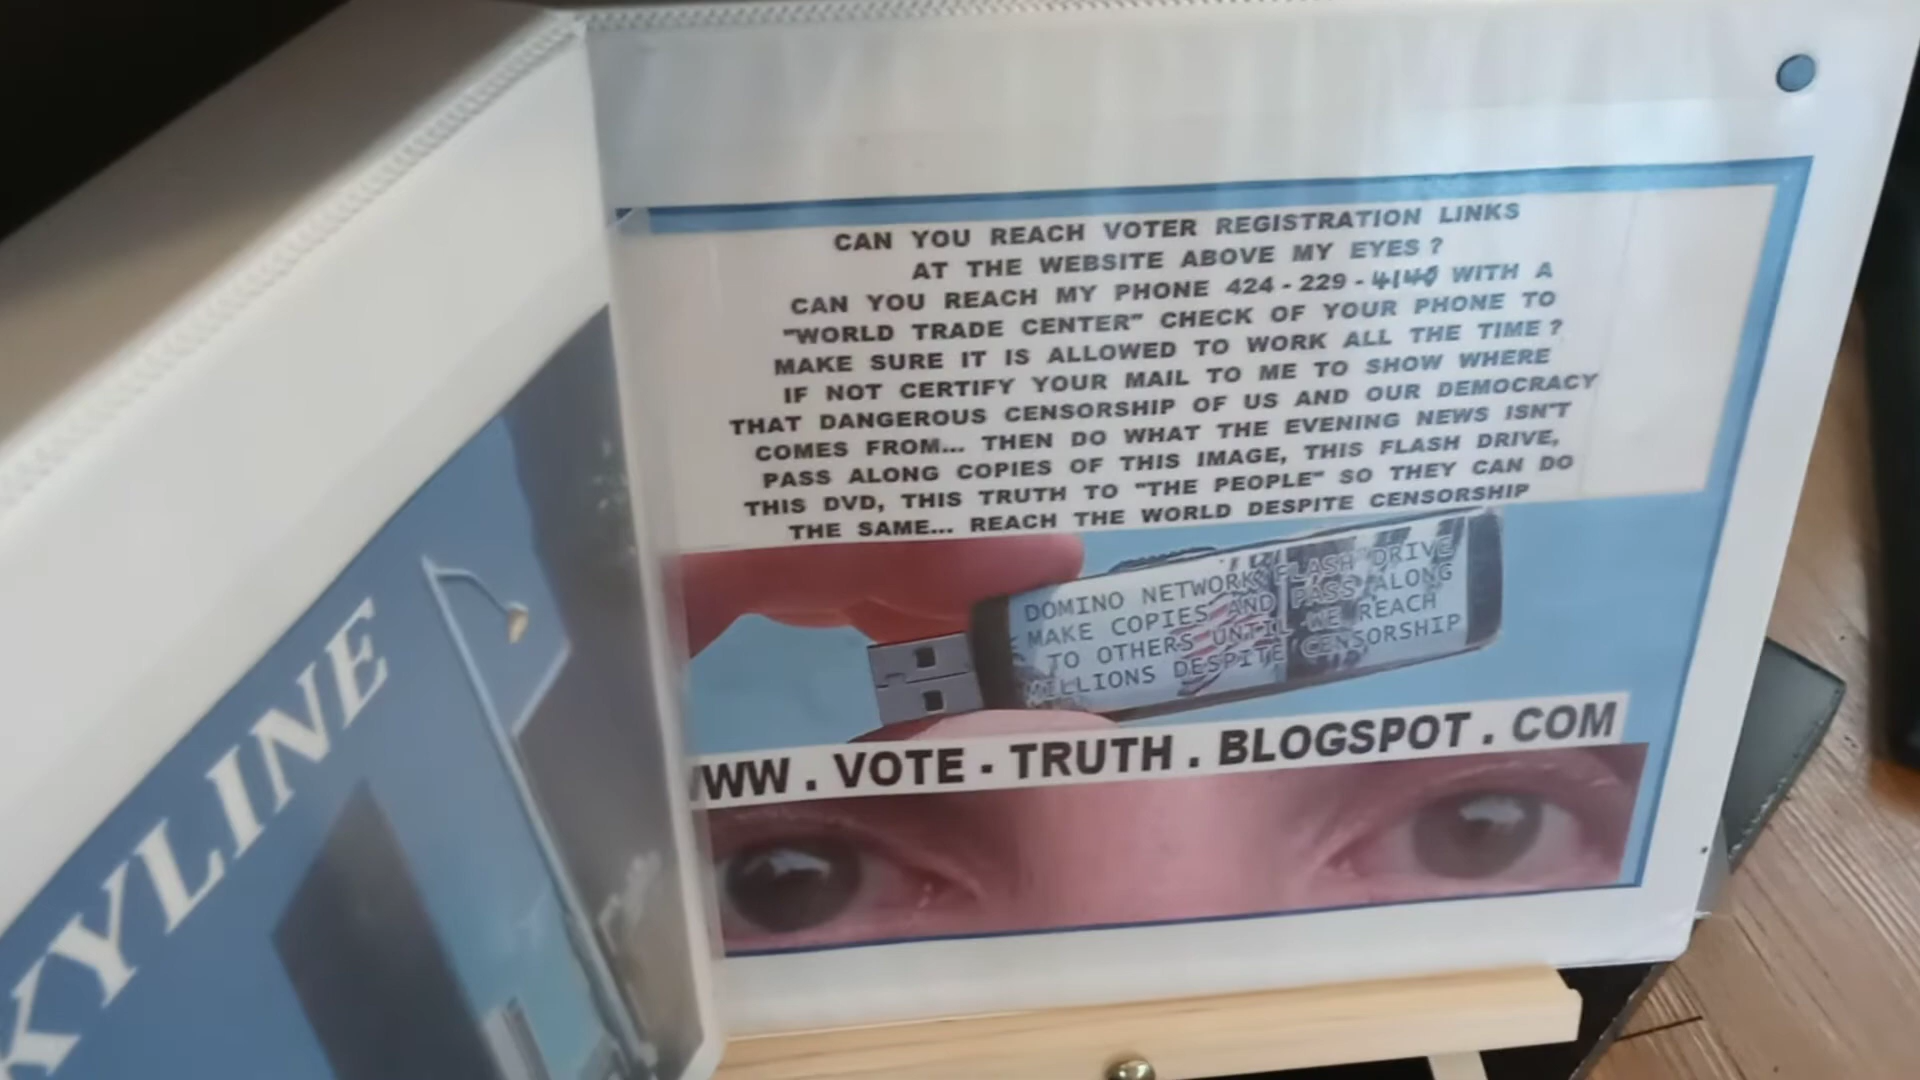 CAN YOU REACH VOTER REGISTRATION LINKS
AT THE WEBSITE ABOVE MY EYES ?
CAN YOU REACH MY PHONE 424 - 229 - 4140 WITH A
"WORLD TRADE CENTER" CHECK OF YOUR PHONE TO
MAKE SURE IT IS ALLOWED TO WORK ALL THE TIME ?
IF NOT CERTIFY YOUR MAIL TO ME TO SHOW WHERE
THAT DANGEROUS CENSORSHIP OF US AND OUR DEMOCRACY
COMES FROM... THEN DO WHAT THE EVENING NEWS ISN'T
PASS ALONG COPIES OF THIS IMAGE, THIS FLASH DRIVE,
THIS DVD, THIS TRUTH TO "THE PEOPLE" SO THEY CAN DO
THE SAME... REACH THE WORLD DESPITE CENSORSHIP
DOMINO NETWORK FLASH DRIVE
MAKE COPIES AND PASS ALONG
TO OTHERS UNTIL WE REACH
MILLIONS DESPITE CENSORSHIP
WWW . VOTE - TRUTH . BLOGSPOT . COM
KYLINE